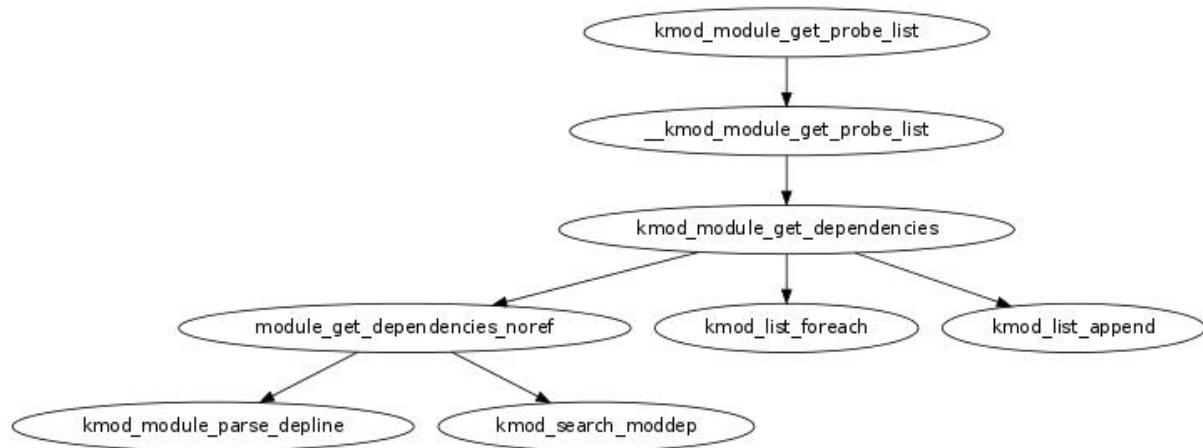 kmod_module_get_probe_list
__kmod_module_get_probe_list
kmod_module_get_dependencies
module_get_dependencies_noref
kmod_list_foreach
kmod_list_append
kmod_module_parse_depline
kmod_search_moddep